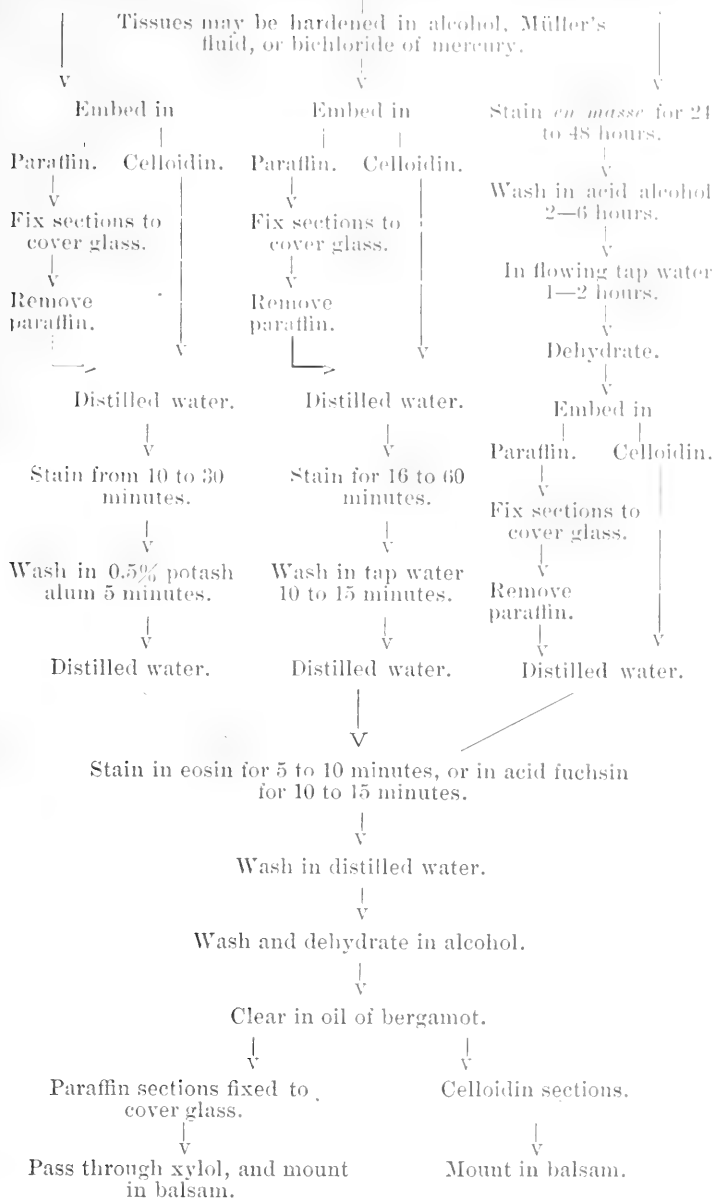 Tissues may be hardened in alcohol, Müller's
fluid, or bichloride of mercury.
Embed in
Paraffin. Celloidin.
Fix sections to
cover glass.
Remove
paraffin.
Distilled water.
Stain from 10 to 30
minutes.
Wash in 0.5% potash
alum 5 minutes.
Distilled water.
Embed in
Paraffin. Celloidin.
Fix sections to
cover glass.
Remove
paraffin.
Distilled water.
Stain for 16 to 60
minutes.
Wash in tap water
10 to 15 minutes.
Distilled water.
Stain en masse for 24
to 48 hours.
Wash in acid alcohol
2—6 hours.
In flowing tap water
1—2 hours.
Dehydrate.
Embed in
Paraffin. Celloidin.
Fix sections to
cover glass.
Remove
paraffin.
Distilled water.
Stain in eosin for 5 to 10 minutes, or in acid fuchsin
for 10 to 15 minutes.
Wash in distilled water.
Wash and dehydrate in alcohol.
Clear in oil of bergamot.
Paraffin sections fixed to
cover glass.
Pass through xylol, and mount
in balsam.
Celloidin sections.
Mount in balsam.